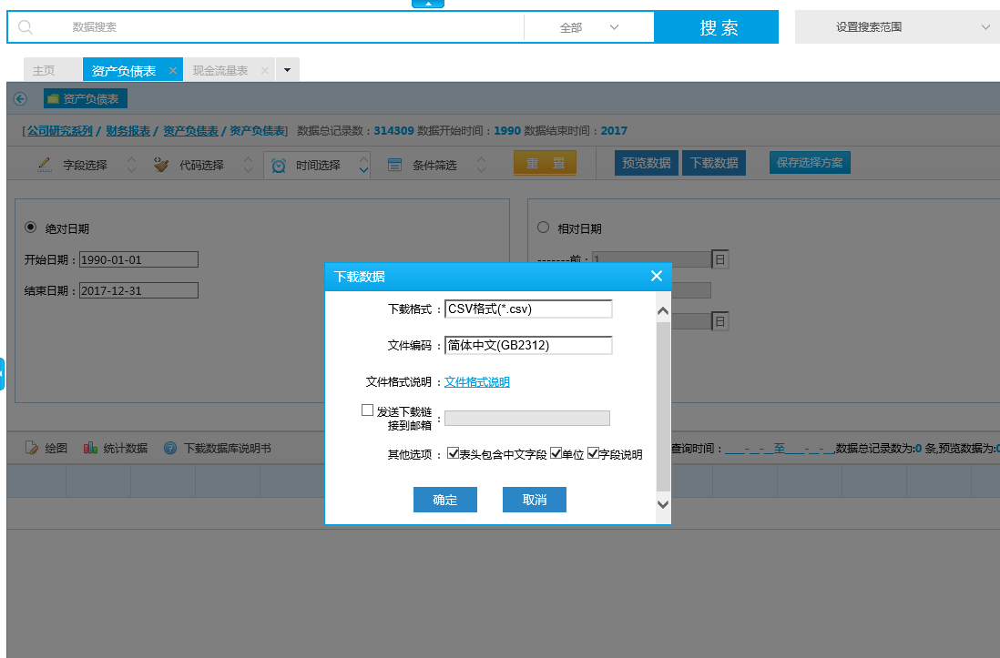 数据搜索 全部 搜 索 设置搜索范围
主页 资产负债表 × 现金流量表 ×
资产负债表
[公司研究系列 / 财务报表 / 资产负债表 / 资产负债表] 数据总记录数：314309 数据开始时间：1990 数据结束时间：2017
字段选择 代码选择 时间选择 条件筛选 重 置 预览数据 下载数据 保存选择方案
绝对日期 相对日期
开始日期：1990-01-01 -------前：1 日
结束日期：2017-12-31
日
下载数据
下载格式：CSV格式(*.csv)
文件编码：简体中文(GB2312)
文件格式说明：文件格式说明
发送下载链
接到邮箱：
其他选项：表头包含中文字段 单位 字段说明
确定 取消
绘图 统计数据 下载数据库说明书 查询时间：____-__-__至____-__-__,数据总记录数为:0 条,预览数据为:0